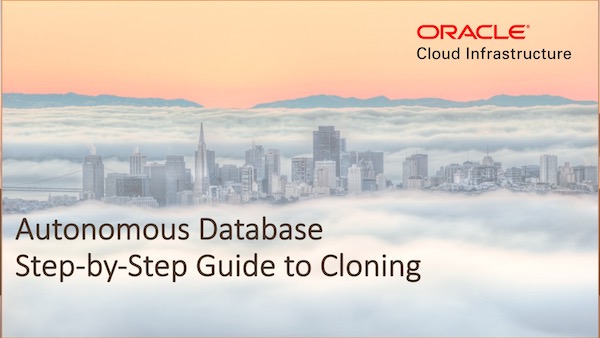 ORACLE
Cloud Infrastructure
Autonomous Database
Step-by-Step Guide to Cloning